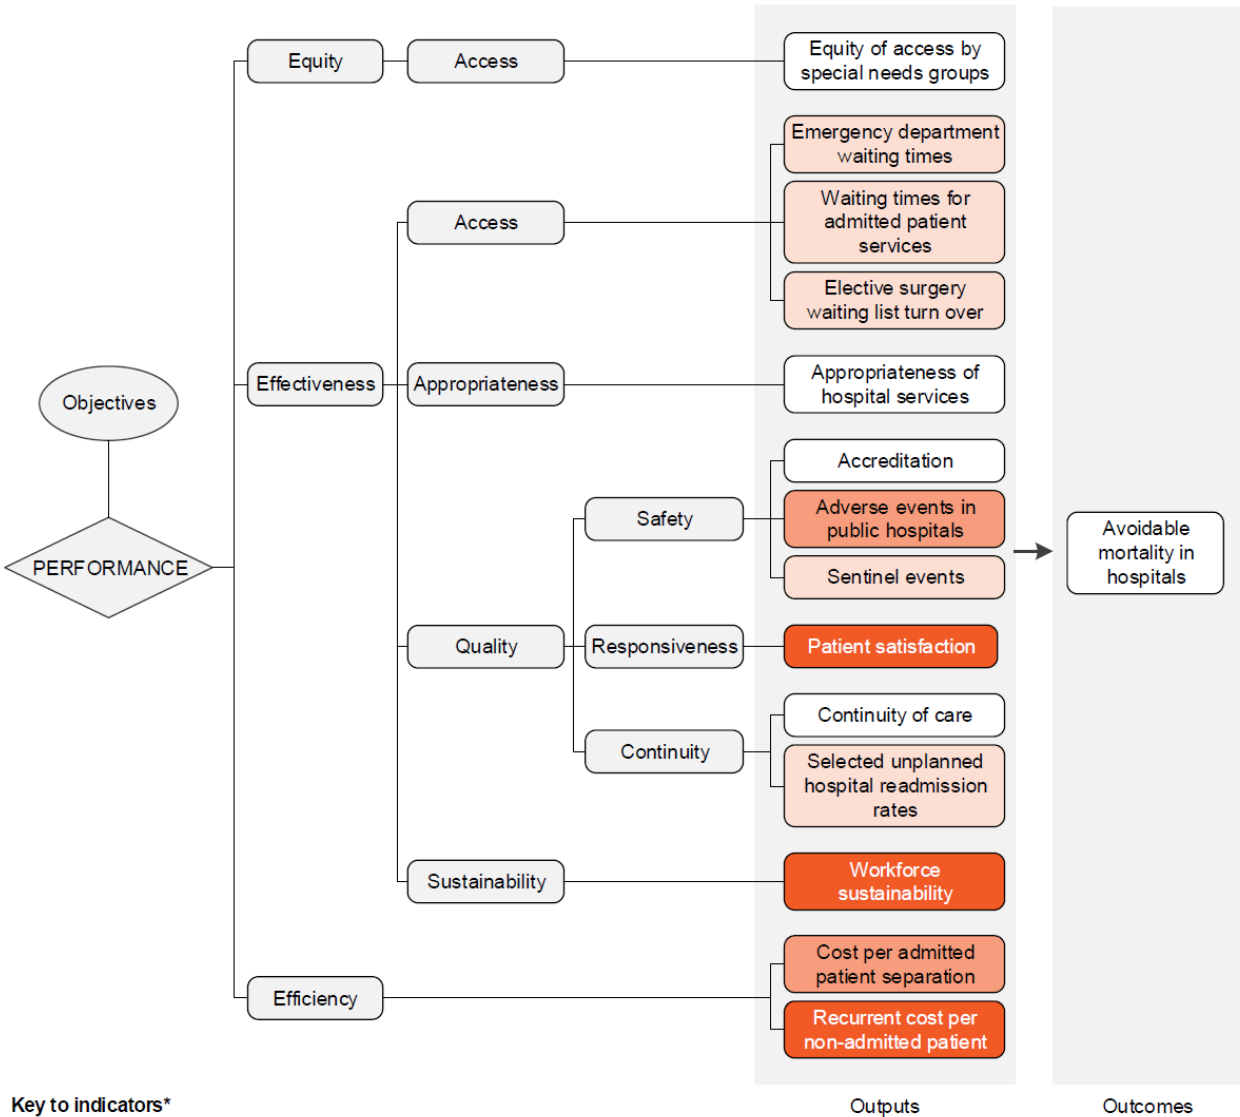 Equity
Access
Equity of access by
special needs groups
Emergency department
waiting times
Access
Waiting times for
admitted patient
services
Elective surgery
waiting list turn over
Objectives
Effectiveness
Appropriateness
Appropriateness of
hospital services
Accreditation
Safety
Adverse events in
public hospitals
Sentinel events
PERFORMANCE
Avoidable
mortality in
hospitals
Quality
Responsiveness
Patient satisfaction
Continuity of care
Continuity
Selected unplanned
hospital readmission
rates
Sustainability
Workforce
sustainability
Cost per admitted
patient separation
Efficiency
Recurrent cost per
non-admitted patient
Key to indicators*
Outputs
Outcomes